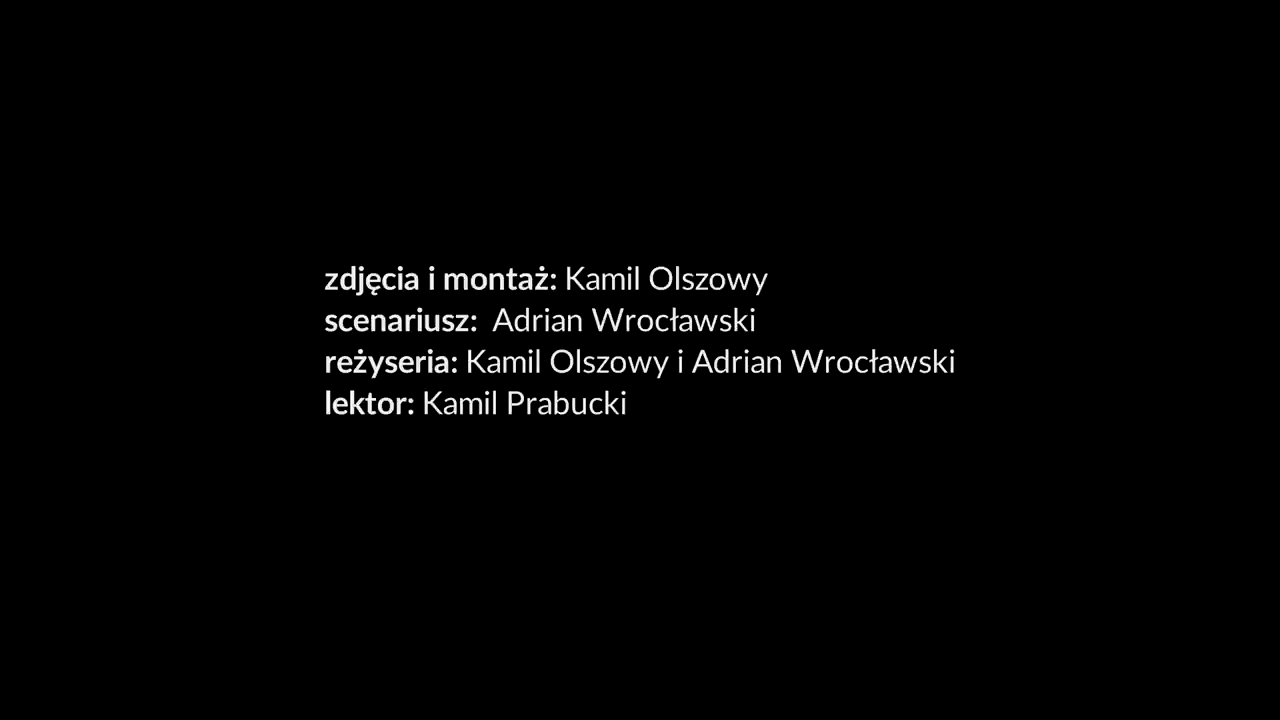 zdjęcia i montaż: Kamil Olszowy
scenariusz: Adrian Wrocławski
reżyseria: Kamil Olszowy i Adrian Wrocławski
lektor: Kamil Prabucki